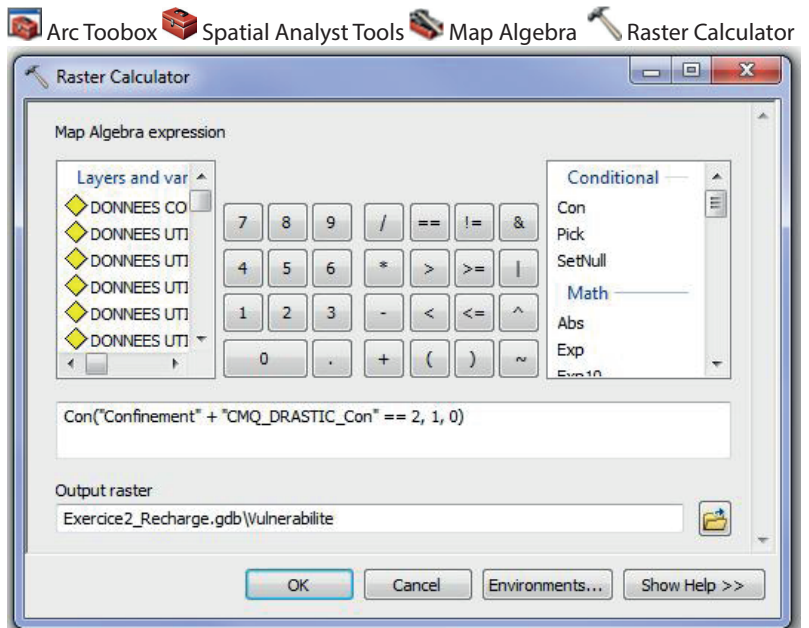 Arc Toobox Spatial Analyst Tools Map Algebra Raster Calculator
Raster Calculator
Map Algebra expression
Layers and var
DONNEES CO
DONNEES UTI
DONNEES UTI
DONNEES UTI
DONNEES UTI
DONNEES UTI
7 8 9 / == != &
4 5 6 * > >= |
1 2 3 - < <= ^
0 . + ( ) ~
Conditional
Con
Pick
SetNull
Math
Abs
Exp
Exp10
Con("Confinement" + "CMQ_DRASTIC_Con" == 2, 1, 0)
Output raster
Exercice2_Recharge.gdb\Vulnerabilite
OK Cancel Environments... Show Help >>